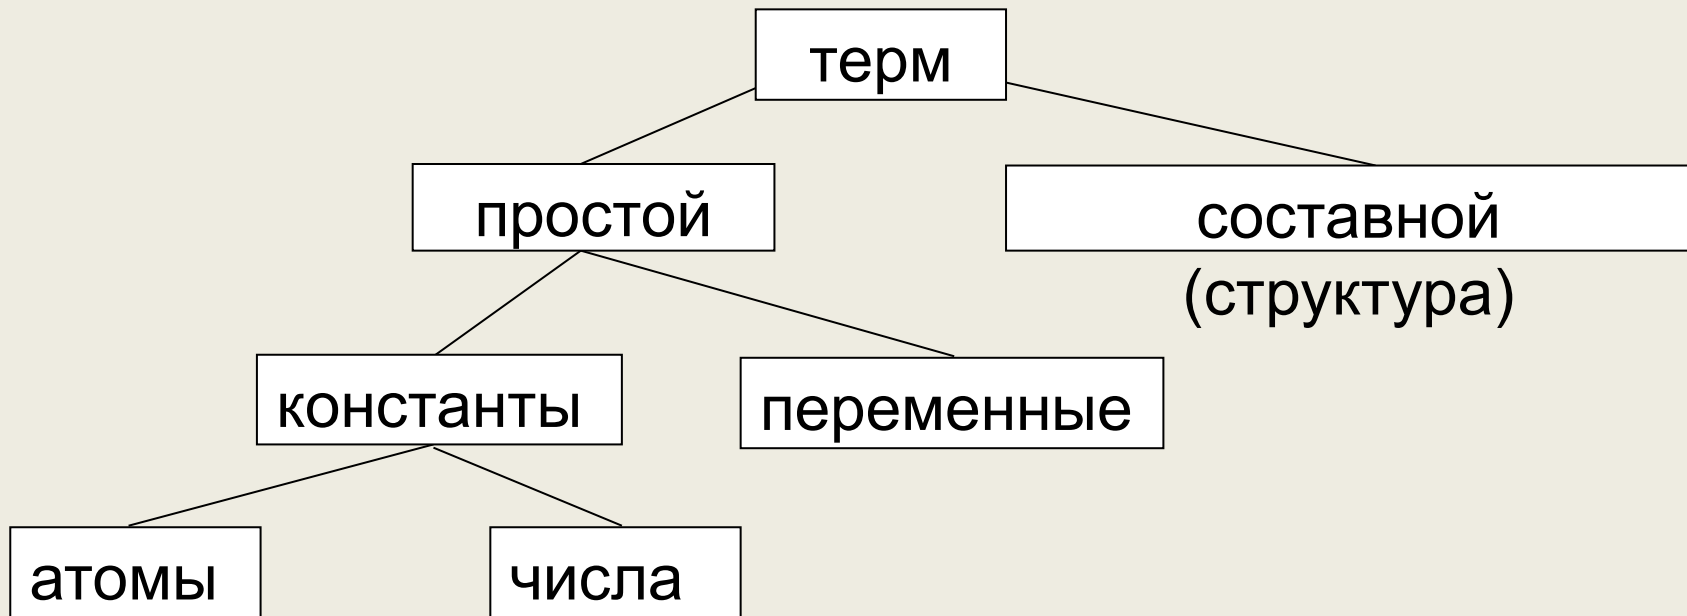 терм
простой
составной
(структура)
константы
переменные
атомы
числа